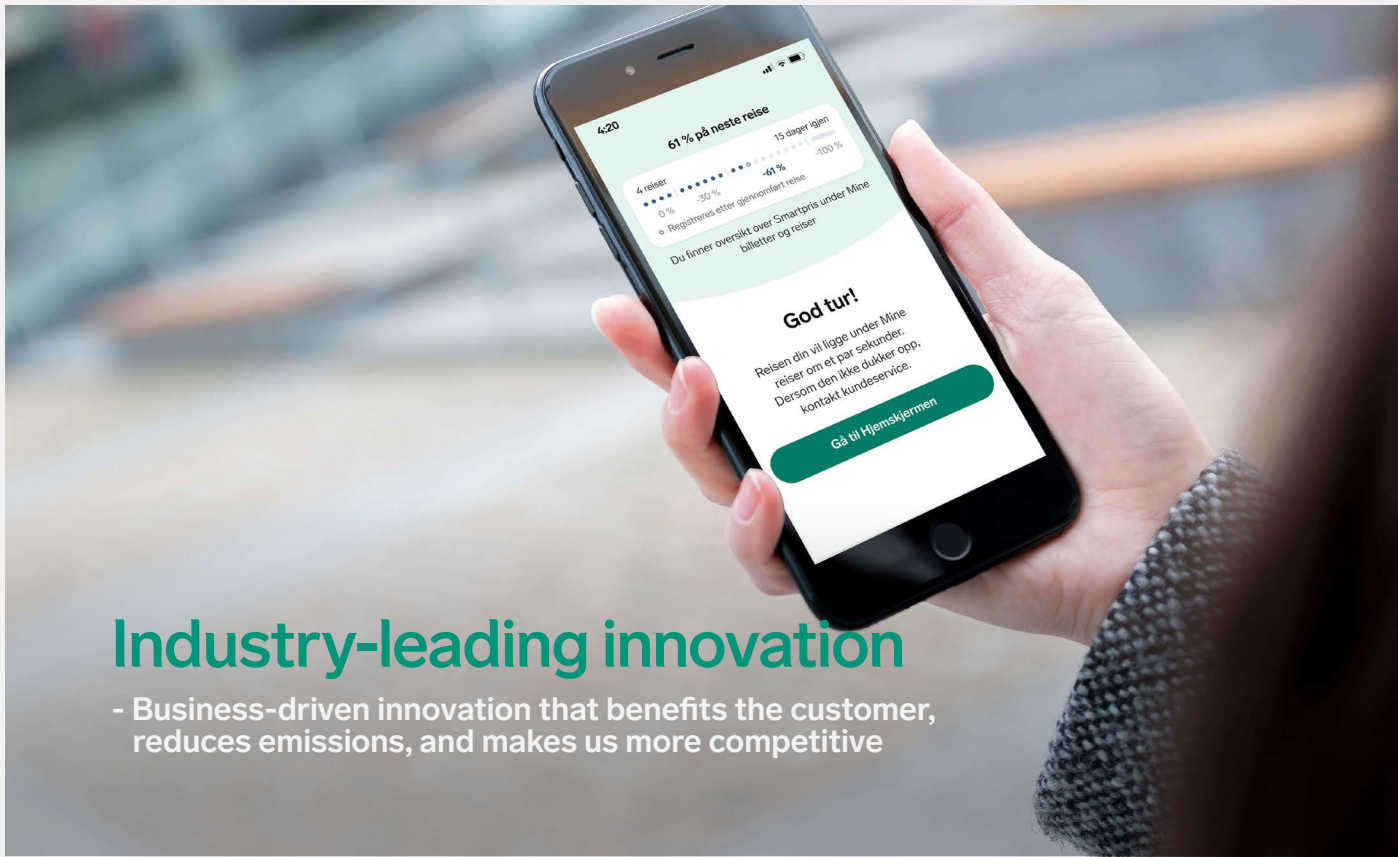 4:20
61 % på neste reise
4 reiser
15 dager igjen
0 %
-30 %
-61 %
-100 %
Registreres etter gjennomført reise
Du finner oversikt over Smartpris under Mine
billetter og reiser
God tur!
Reisen din vil ligge under Mine
reiser om et par sekunder.
Dersom den ikke dukker opp,
kontakt kundeservice.
Gå til Hjemskjermen
Industry-leading innovation
- Business-driven innovation that benefits the customer,
reduces emissions, and makes us more competitive